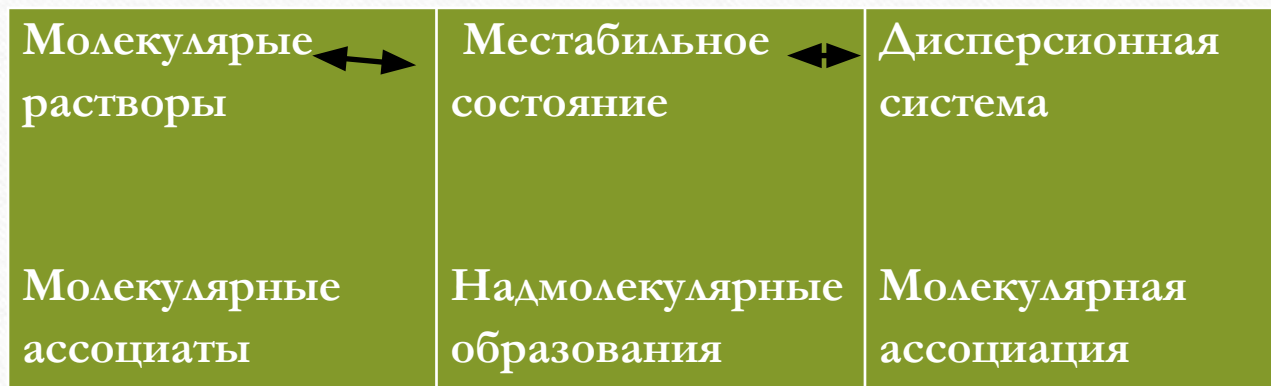 Молекулярые
растворы
Местабильное
состояние
Дисперсионная
система
Молекулярные
ассоциаты
Надмолекулярные
образования
Молекулярная
ассоциация